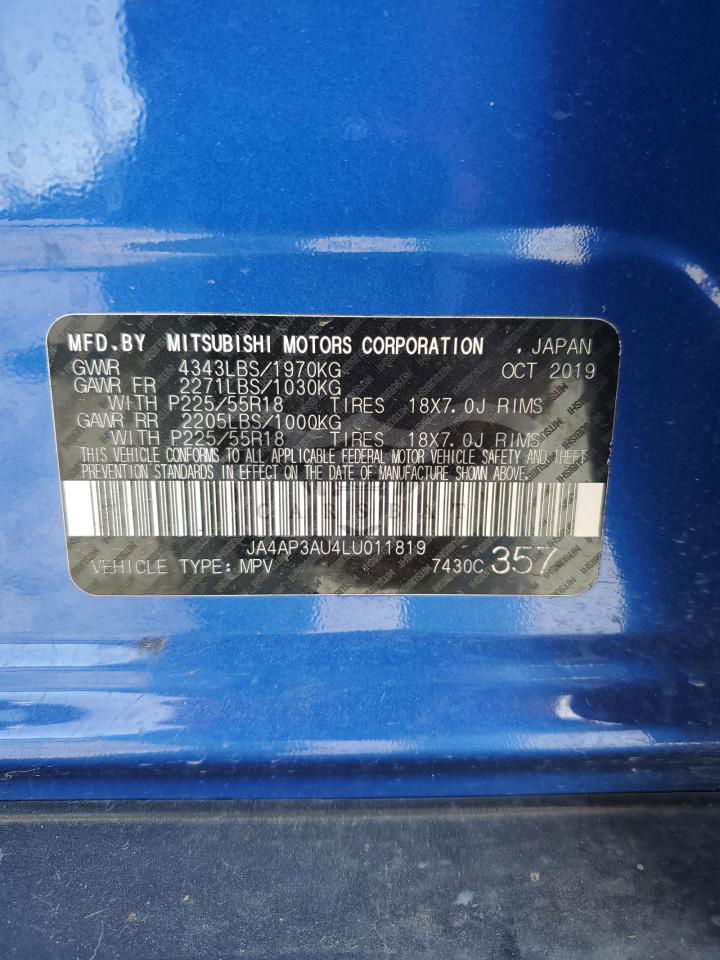 MFD.BY MITSUBISHI MOTORS CORPORATION , JAPAN
GVWR 4343LBS/1970KG OCT 2019
GAWR FR 2271LBS/1030KG
WITH P225/55R18 TIRES 18X7.0J RIMS
GAWR RR 2205LBS/1000KG
WITH P225/55R18 TIRES 18X7.0J RIMS
THIS VEHICLE CONFORMS TO ALL APPLICABLE FEDERAL MOTOR VEHICLE SAFETY AND THEFT
PREVENTION STANDARDS IN EFFECT ON THE DATE OF MANUFACTURE SHOWN ABOVE.
JA4AP3AU4LU011819
VEHICLE TYPE: MPV 7430C 357